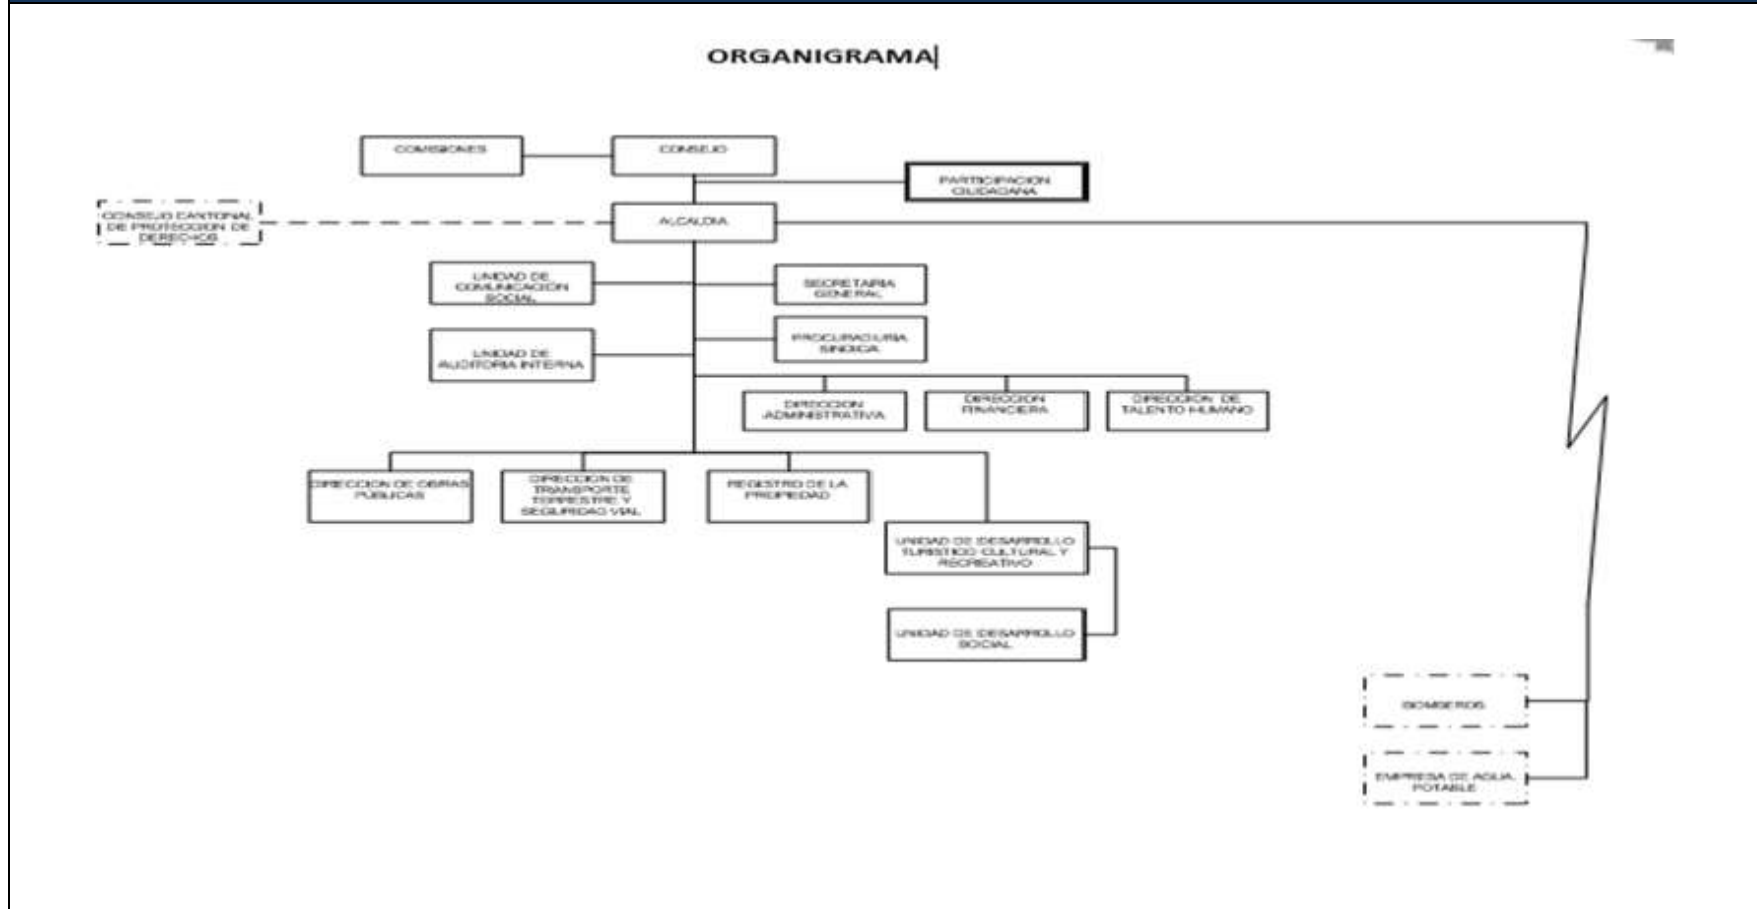 ORGANIGRAMA
COMISIONES
CONSEJO
PARTICIPACION
CIUDADANA
CONSEJO CANTONAL
DE PROTECCION DE
DERECHOS
ALCALDIA
UNIDAD DE
COMUNICACIÓN
SOCIAL
SECRETARIA
GENERAL
UNIDAD DE
AUDITORIA INTERNA
PROCURADURIA
SINDICA
DIRECCION
ADMINISTRATIVA
DIRECCION
FINANCIERA
DIRECCION DE
TALENTO HUMANO
DIRECCION DE OBRAS
PÚBLICAS
DIRECCION DE
TRANSPORTE
TERRESTRE Y
SEGURIDAD VIAL
REGISTRO DE LA
PROPIEDAD
UNIDAD DE DESARROLLO
TURISTICO CULTURAL Y
RECREATIVO
UNIDAD DE DESARROLLO
SOCIAL
BOMBEROS
EMPRESA DE AGUA
POTABLE